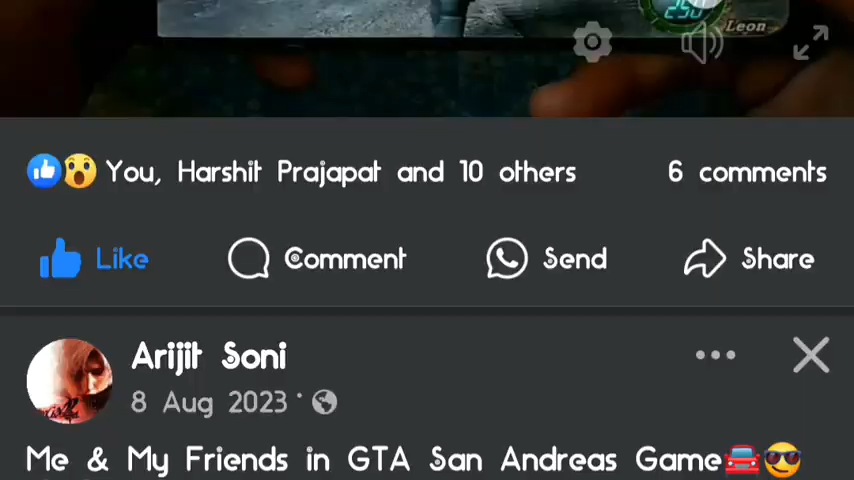 250
Leon
You, Harshit Prajapat and 10 others
6 comments
Like
Comment
Send
Share
Arijit Soni
8 Aug 2023 ·
Me & My Friends in GTA San Andreas Game🚘😎